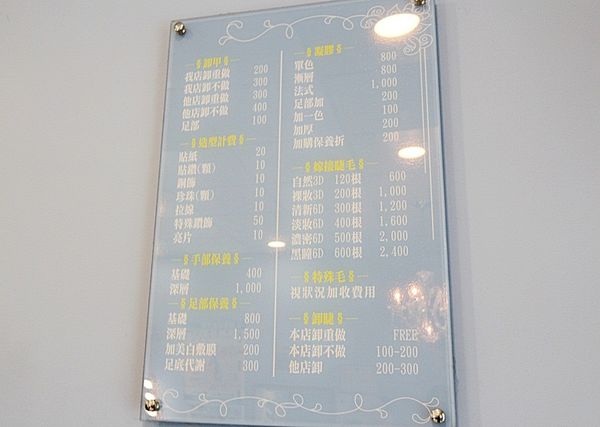 卸甲
我店卸重做 200
我店卸不做 300
他店卸重做 300
他店卸不做 400
足部 100
造型計費
貼紙 20
貼鑽(顆) 10
鋼飾 10
珍珠(顆) 10
拉線 10
特殊鑽飾 50
亮片 10
手部保養
基礎 400
深層 1,000
足部保養
基礎 800
深層 1,500
加美白敷膜 200
足底代謝 300
凝膠
單色 800
漸層 800
法式 1,000
足部加 200
加一色 100
加厚 200
加購保養折 200
嫁接睫毛
自然3D 120根 600
裸妝3D 200根 1,000
清新6D 300根 1,200
淡妝6D 400根 1,600
濃密6D 500根 2,000
黑瞳6D 600根 2,400
特殊毛
視狀況加收費用
卸睫
本店卸重做 FREE
本店卸不做 100-200
他店卸 200-300